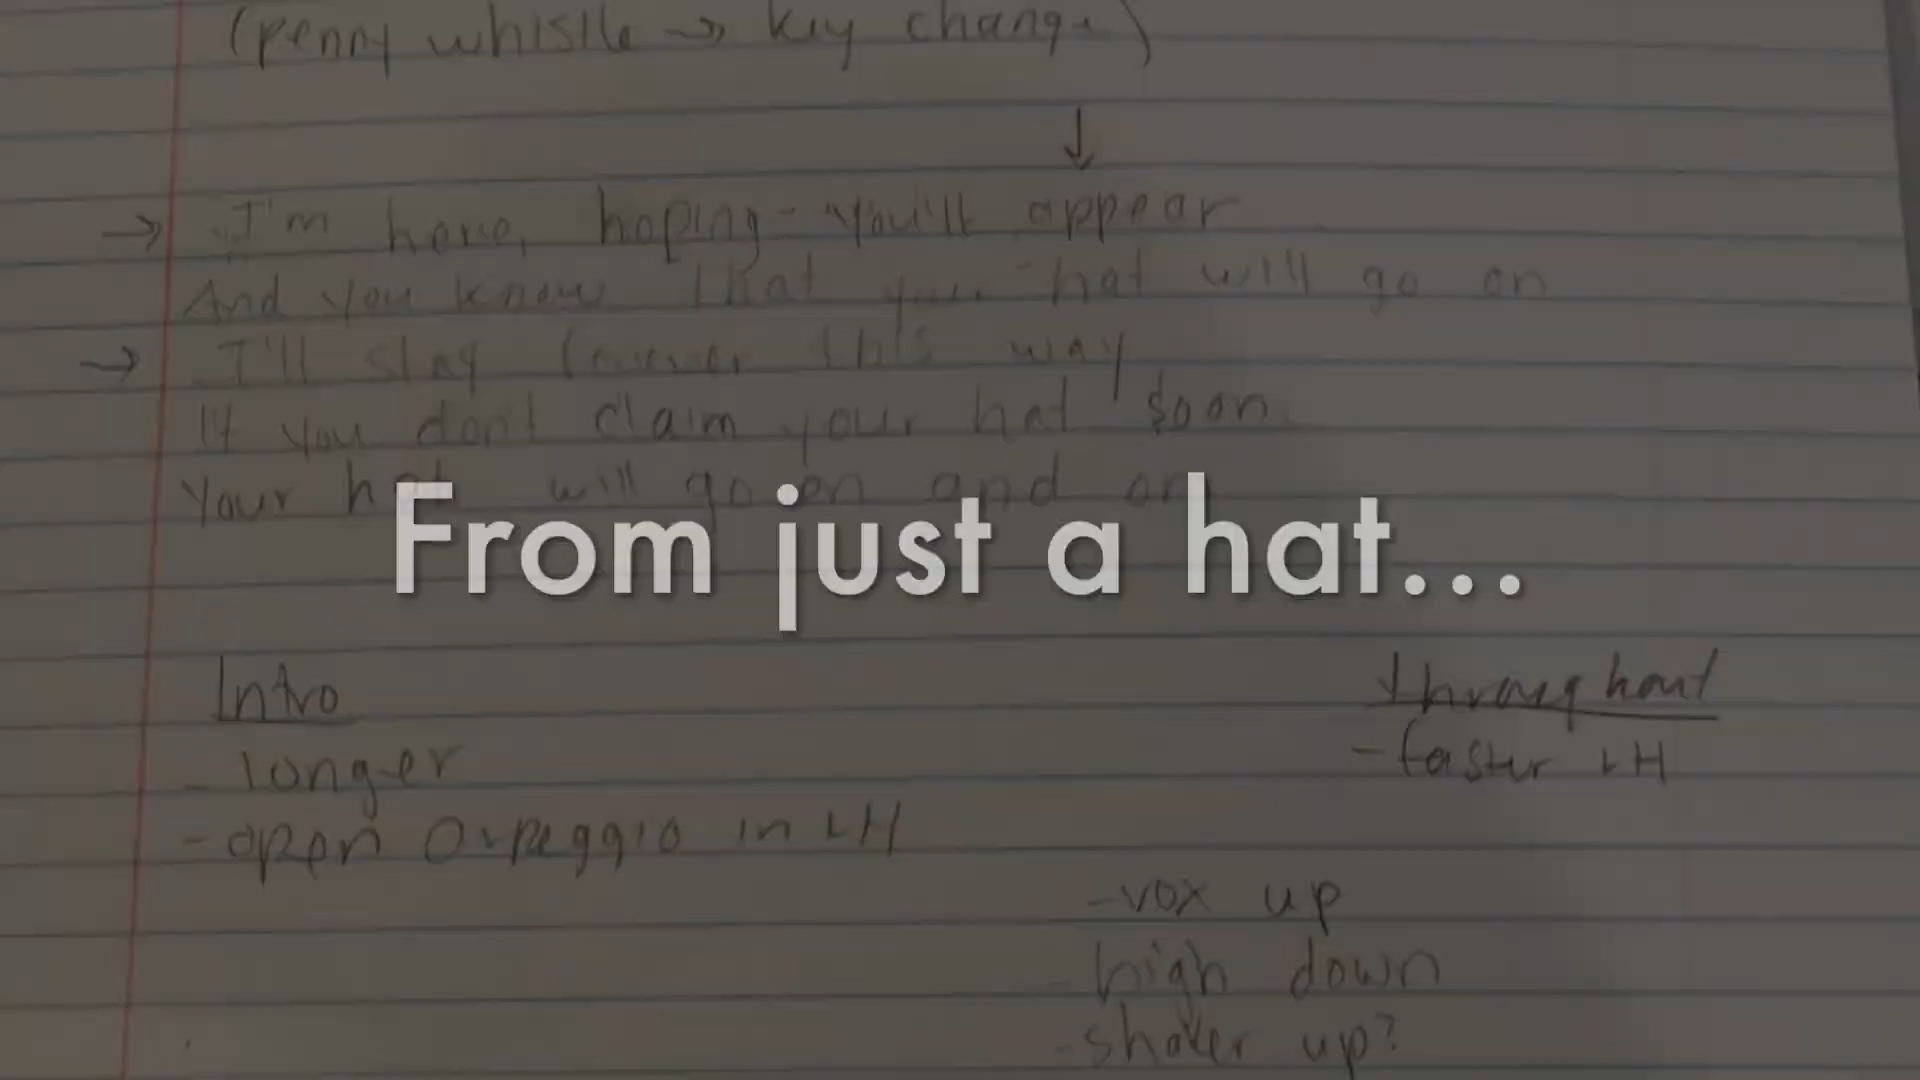 (penny whistle → key change)
↓
→ I'm here, hoping you'll appear
And you know that your hat will go on
→ I'll stay forever this way
If you don't claim your hat soon
Your hat will go on and on
From just a hat...
Intro
throughout
- longer
- faster LH
- open arpeggio in LH
- vox up
- high down
- shaker up?